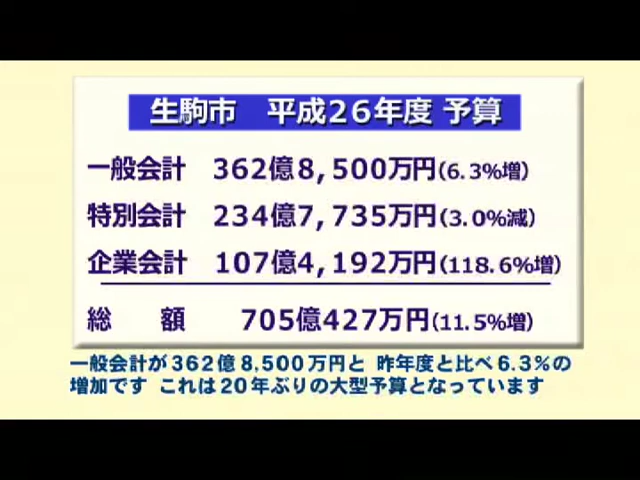 生駒市　平成26年度 予算
一般会計　362億8,500万円(6.3%増)
特別会計　234億7,735万円(3.0%減)
企業会計　107億4,192万円(118.6%増)
総　　額　705億427万円(11.5%増)
一般会計が362億8,500万円と 昨年度と比べ6.3%の
増加です これは20年ぶりの大型予算となっています